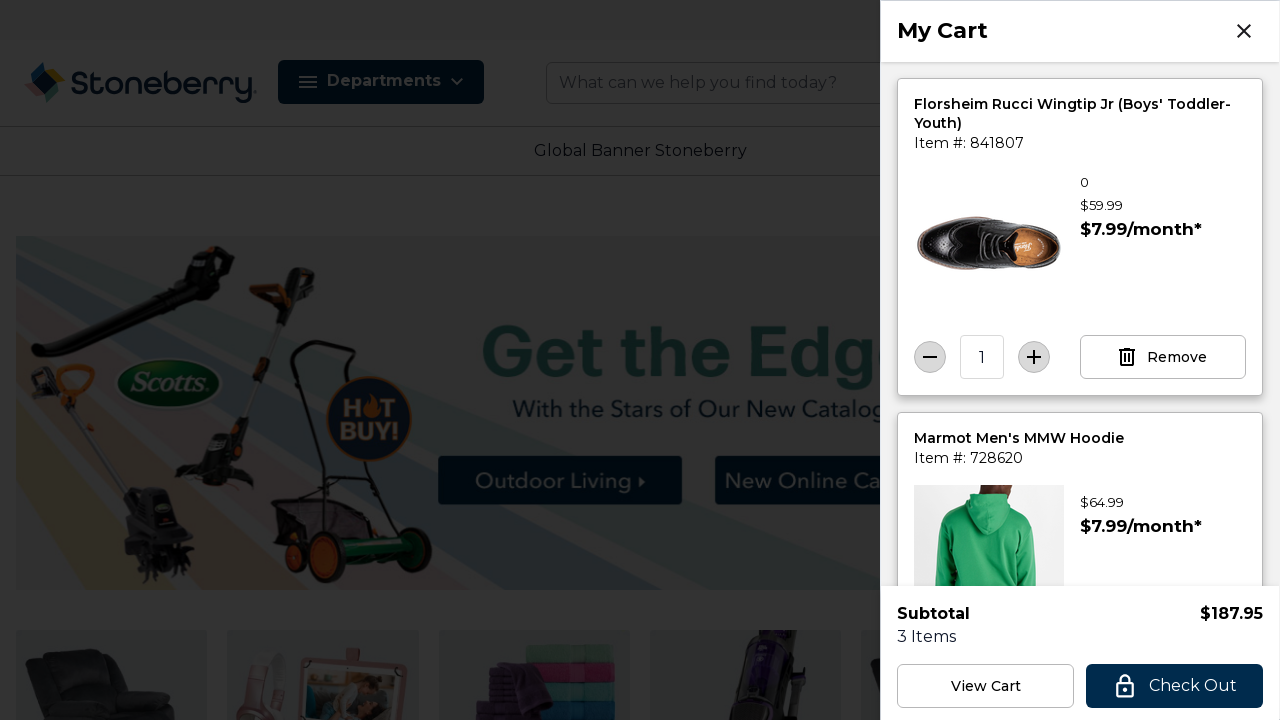 Stoneberry
Departments
What can we help you find today?
Global Banner Stoneberry
Scotts
HOT
BUY!
Get the Edg
With the Stars of Our New Catalog
Outdoor Living
New Online Ca
My Cart
Florsheim Rucci Wingtip Jr (Boys' Toddler-
Youth)
Item #: 841807
0
$59.99
$7.99/month*
1
Remove
Marmot Men's MMW Hoodie
Item #: 728620
$64.99
$7.99/month*
Subtotal
$187.95
3 Items
View Cart
Check Out